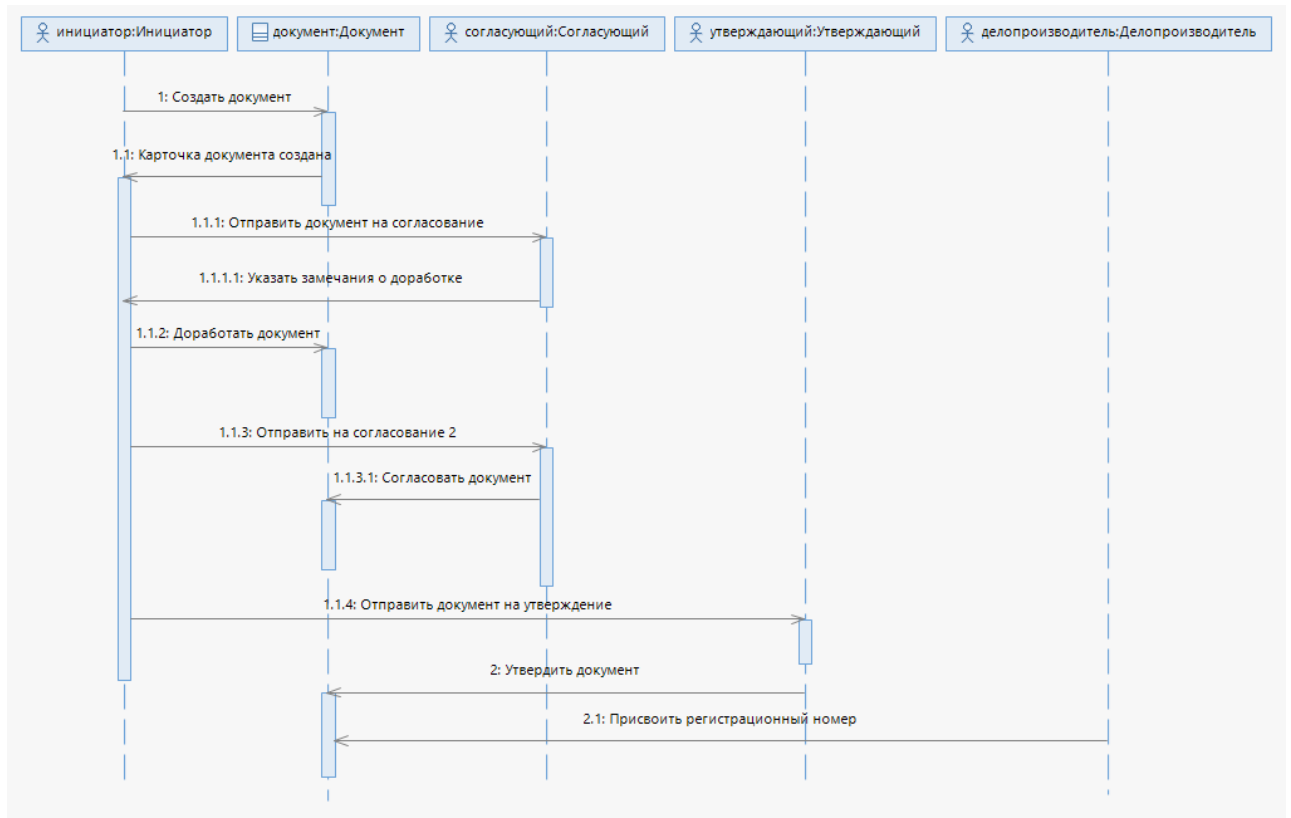 инициатор:Инициатор
документ:Документ
согласующий:Согласующий
утверждающий:Утверждающий
делопроизводитель:Делопроизводитель
1: Создать документ
1.1: Карточка документа создана
1.1.1: Отправить документ на согласование
1.1.1.1: Указать замечания о доработке
1.1.2: Доработать документ
1.1.3: Отправить на согласование 2
1.1.3.1: Согласовать документ
1.1.4: Отправить документ на утверждение
2: Утвердить документ
2.1: Присвоить регистрационный номер